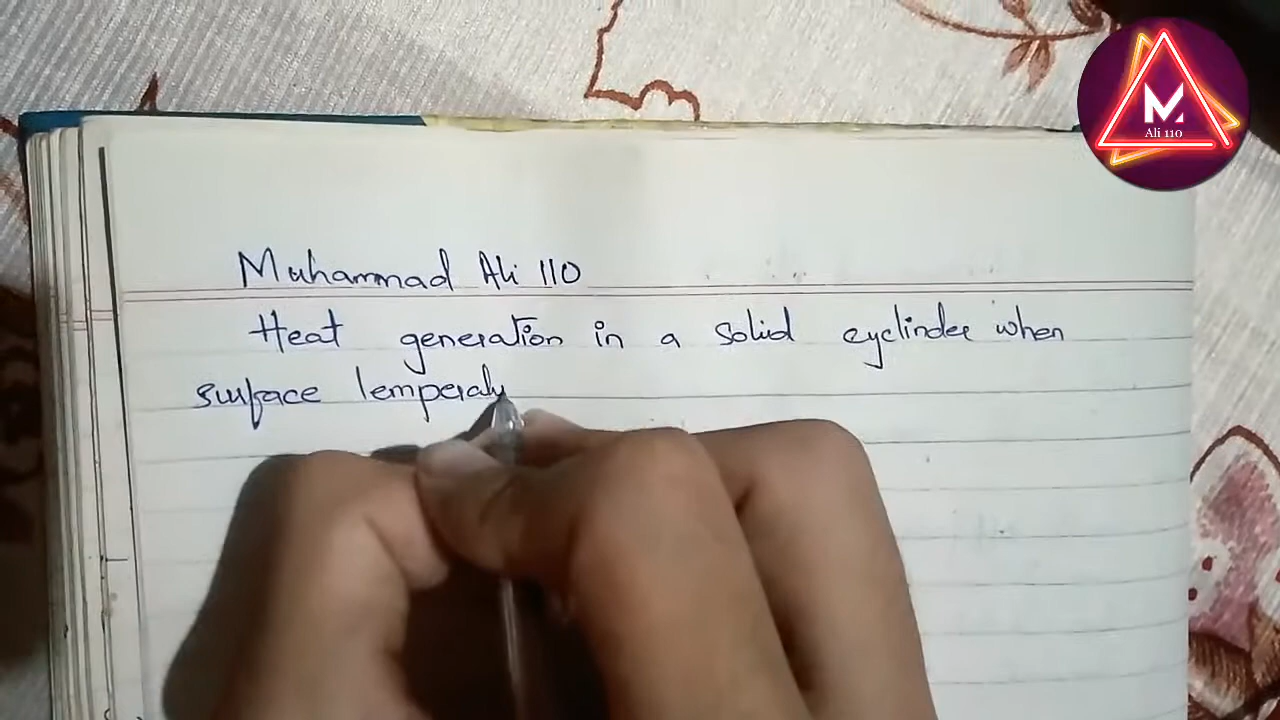 M.
Ali 110
Muhammad Ali 110
Heat generation in a solid cyclinder when
surface temperatu